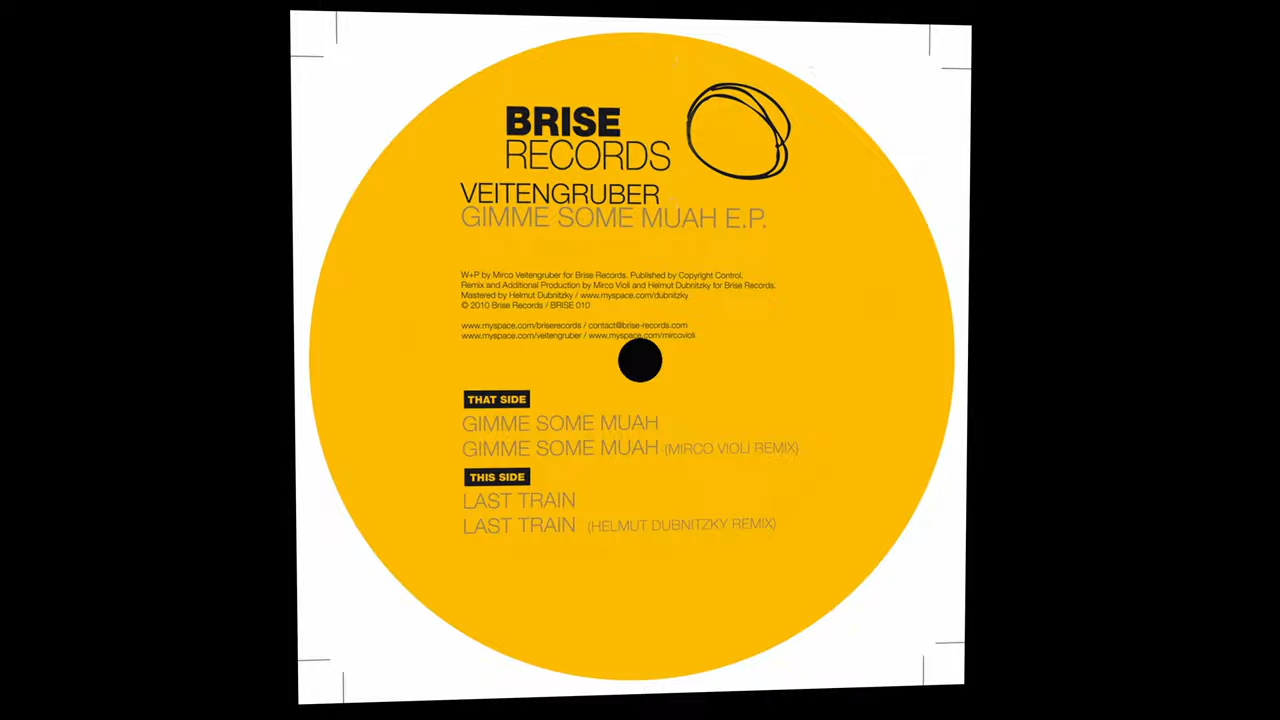 BRISE
RECORDS
VEITENGRUBER
GIMME SOME MUAH E.P.
W+P by Mirco Veitengruber for Brise Records. Published by Copyright Control.
Remix and Additional Production by Mirco Violi and Helmut Dubnitzky for Brise Records.
Mastered by Helmut Dubnitzky / www.myspace.com/dubnitzky
© 2010 Brise Records / BRISE 010
www.myspace.com/briserecords / contact@brise-records.com
www.myspace.com/veitengruber / www.myspace.com/mircovioli
THAT SIDE
GIMME SOME MUAH
GIMME SOME MUAH (MIRCO VIOLI REMIX)
THIS SIDE
LAST TRAIN
LAST TRAIN (HELMUT DUBNITZKY REMIX)